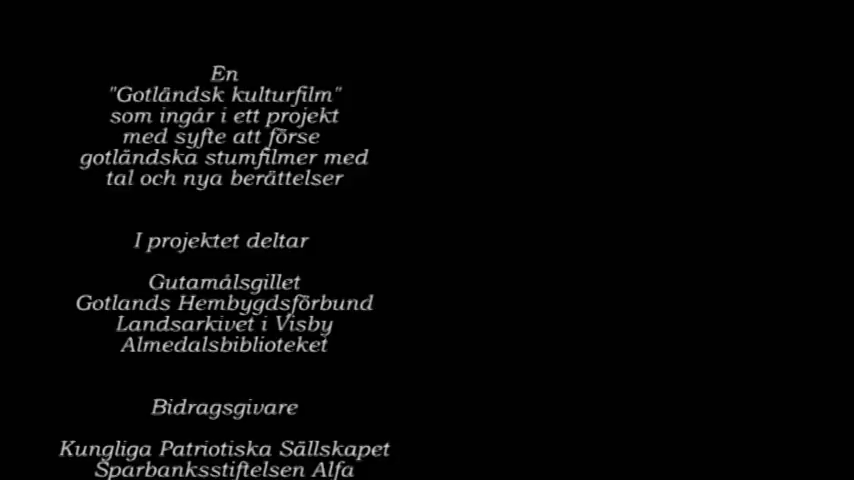 En
"Gotländsk kulturfilm"
som ingår i ett projekt
med syfte att förse
gotländska stumfilmer med
tal och nya berättelser
I projektet deltar
Gutamålsgillet
Gotlands Hembygdsförbund
Landsarkivet i Visby
Almedalsbiblioteket
Bidragsgivare
Kungliga Patriotiska Sällskapet
Sparbanksstiftelsen Alfa